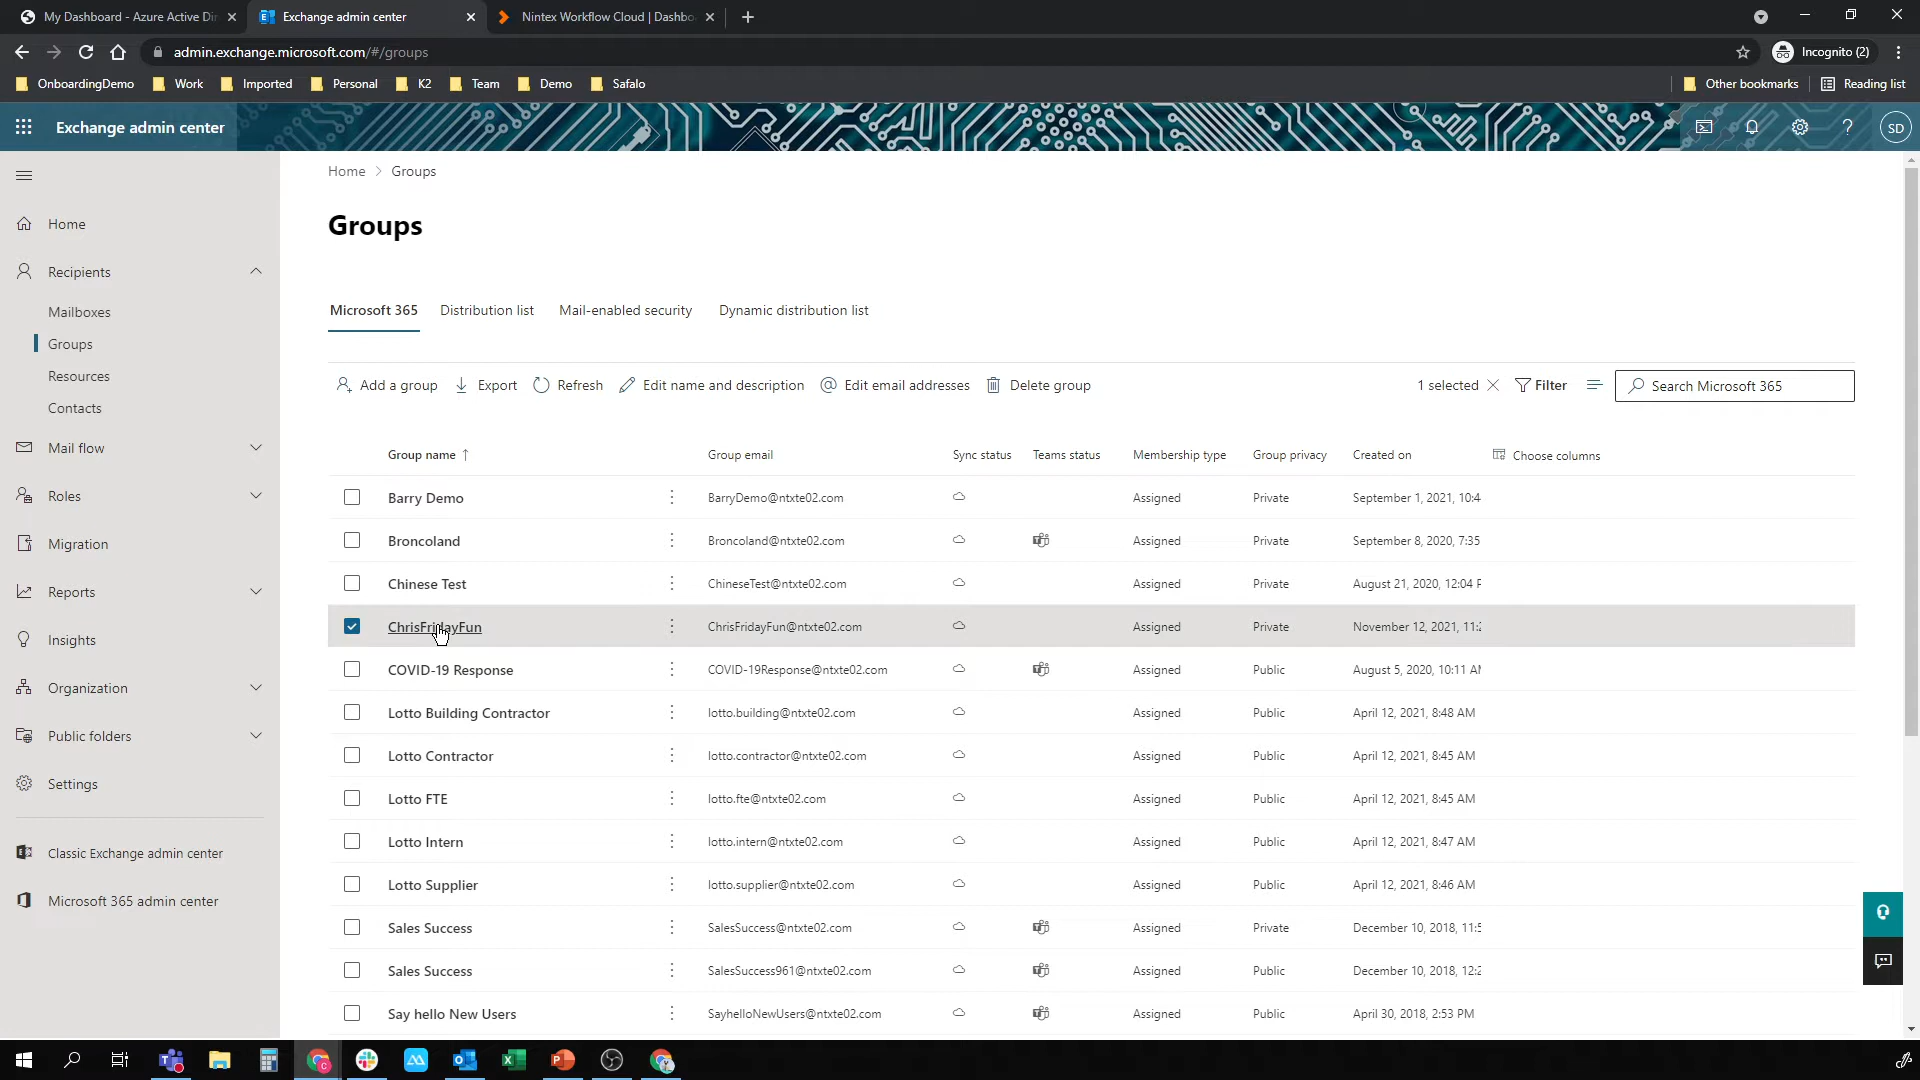 My Dashboard - Azure Active Dir
Exchange admin center
Nintex Workflow Cloud | Dashbo
admin.exchange.microsoft.com/#/groups
Incognito (2)
OnboardingDemo
Work
Imported
Personal
K2
Team
Demo
Safalo
Other bookmarks
Reading list
Exchange admin center
SD
Home
Recipients
Mailboxes
Groups
Resources
Contacts
Mail flow
Roles
Migration
Reports
Insights
Organization
Public folders
Settings
Classic Exchange admin center
Microsoft 365 admin center
Home > Groups
Groups
Microsoft 365 Distribution list Mail-enabled security Dynamic distribution list
Add a group Export Refresh Edit name and description Edit email addresses Delete group 1 selected Filter Search Microsoft 365
Group name ↑ Group email Sync status Teams status Membership type Group privacy Created on Choose columns
Barry Demo BarryDemo@ntxte02.com Assigned Private September 1, 2021, 10:4
Broncoland Broncoland@ntxte02.com Assigned Private September 8, 2020, 7:35
Chinese Test ChineseTest@ntxte02.com Assigned Private August 21, 2020, 12:04 P
ChrisFridayFun ChrisFridayFun@ntxte02.com Assigned Private November 12, 2021, 11:2
COVID-19 Response COVID-19Response@ntxte02.com Assigned Public August 5, 2020, 10:11 AM
Lotto Building Contractor lotto.building@ntxte02.com Assigned Public April 12, 2021, 8:48 AM
Lotto Contractor lotto.contractor@ntxte02.com Assigned Public April 12, 2021, 8:45 AM
Lotto FTE lotto.fte@ntxte02.com Assigned Public April 12, 2021, 8:45 AM
Lotto Intern lotto.intern@ntxte02.com Assigned Public April 12, 2021, 8:47 AM
Lotto Supplier lotto.supplier@ntxte02.com Assigned Public April 12, 2021, 8:46 AM
Sales Success SalesSuccess@ntxte02.com Assigned Private December 10, 2018, 11:5
Sales Success SalesSuccess961@ntxte02.com Assigned Public December 10, 2018, 12:2
Say hello New Users SayhelloNewUsers@ntxte02.com Assigned Public April 30, 2018, 2:53 PM